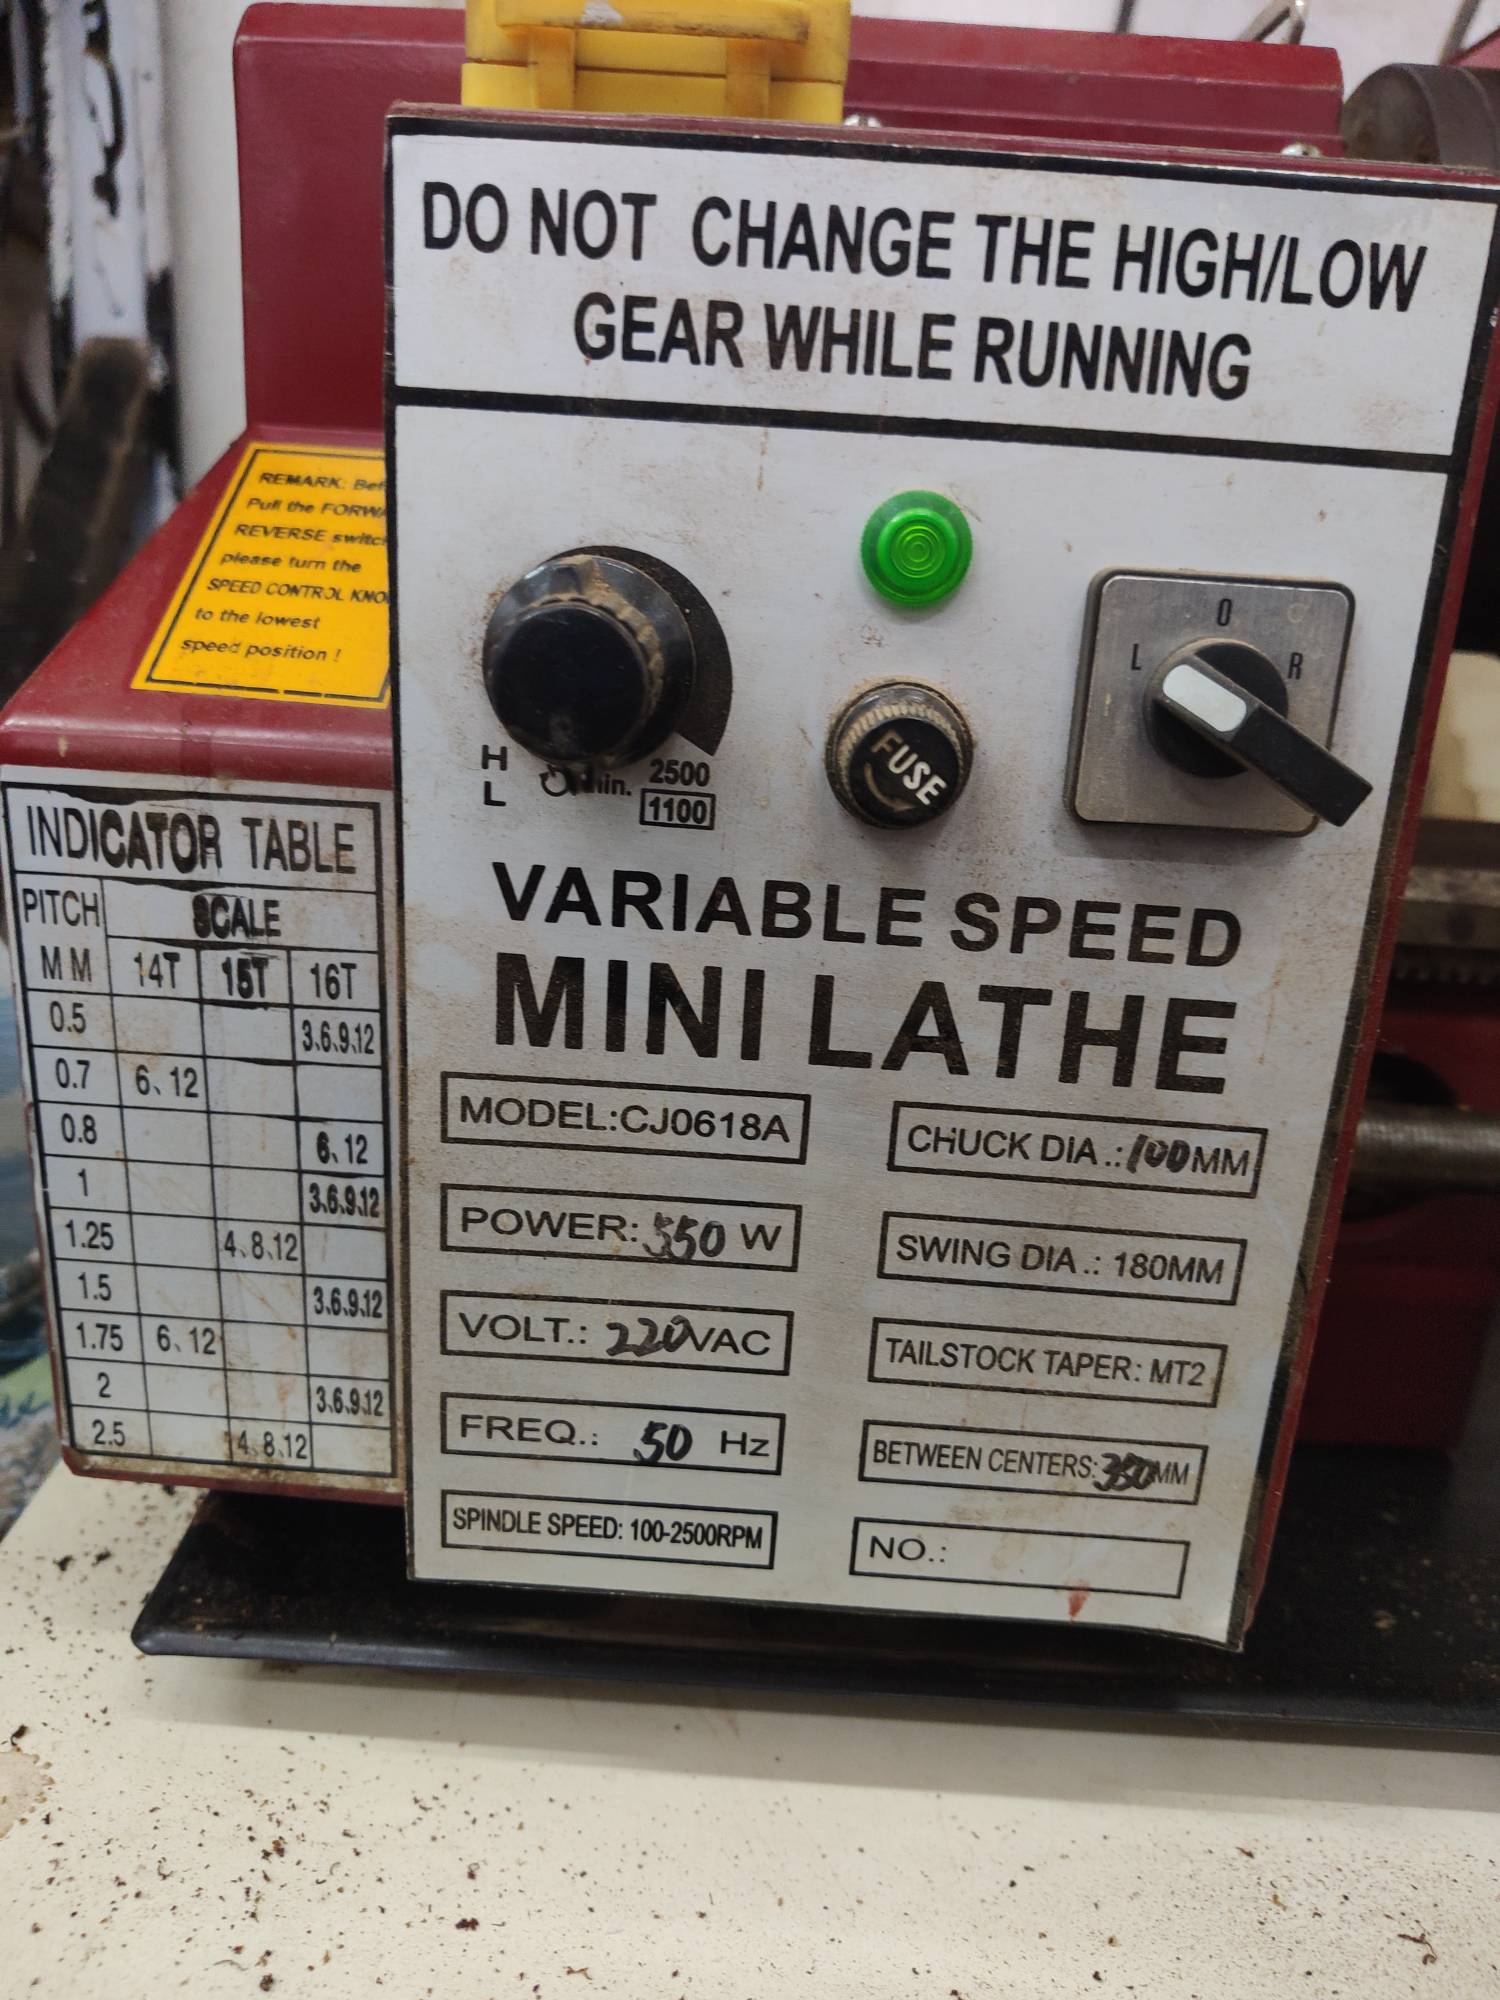 DO NOT CHANGE THE HIGH/LOW
GEAR WHILE RUNNING
REMARK: Bef
Pull the FORWA
REVERSE switch
please turn the
SPEED CONTROL KNO
to the lowest
speed position !
O
L R
FUSE
H
L
2500
1100
VARIABLE SPEED
MINI LATHE
MODEL:CJ0618A
CHUCK DIA.:100MM
POWER: 550 W
SWING DIA.: 180MM
VOLT.: 220VAC
TAILSTOCK TAPER: MT2
FREQ.: 50 Hz
BETWEEN CENTERS:350MM
SPINDLE SPEED: 100-2500RPM
NO.:
INDICATOR TABLE
PITCH SCALE
MM 14T 15T 16T
0.5 3、6、9、12
0.7 6、12
0.8 6、12
1 3、6、9、12
1.25 4、8、12
1.5 3、6、9、12
1.75 6、12
2 3、6、9、12
2.5 4、8、12